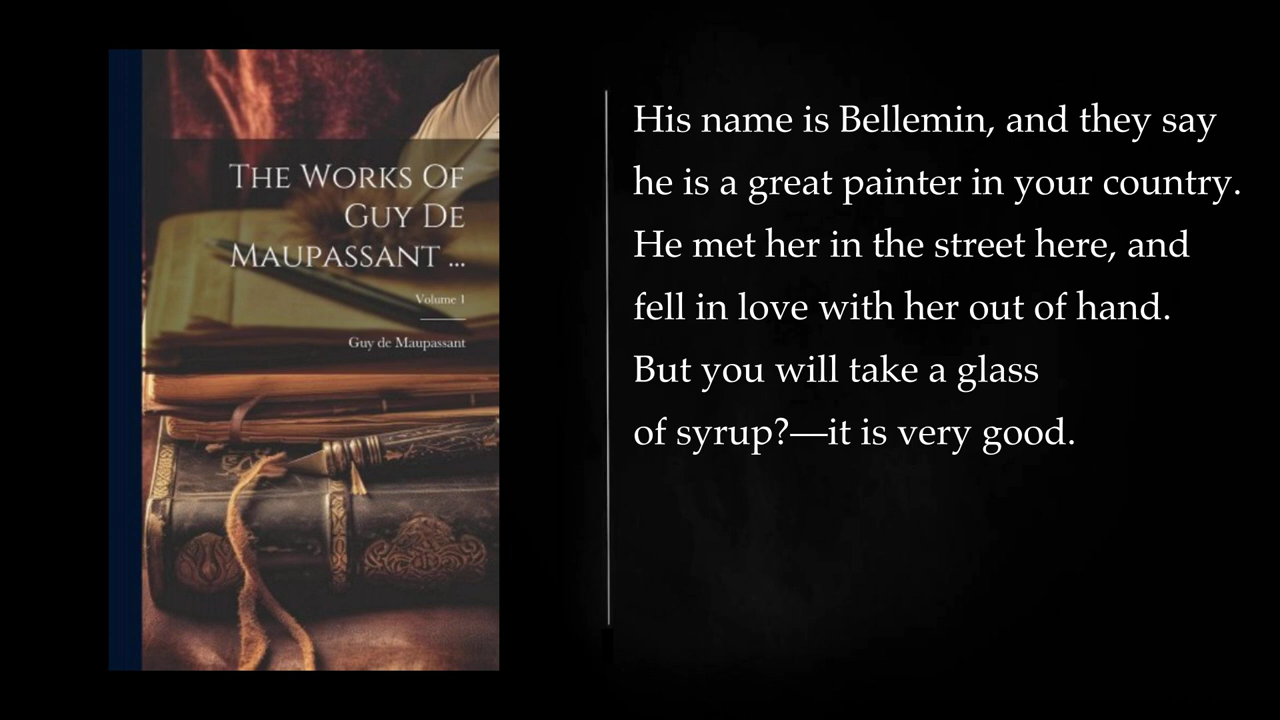 The Works Of
Guy De
Maupassant ...
Volume 1
Guy de Maupassant
His name is Bellemin, and they say
he is a great painter in your country.
He met her in the street here, and
fell in love with her out of hand.
But you will take a glass
of syrup?—it is very good.